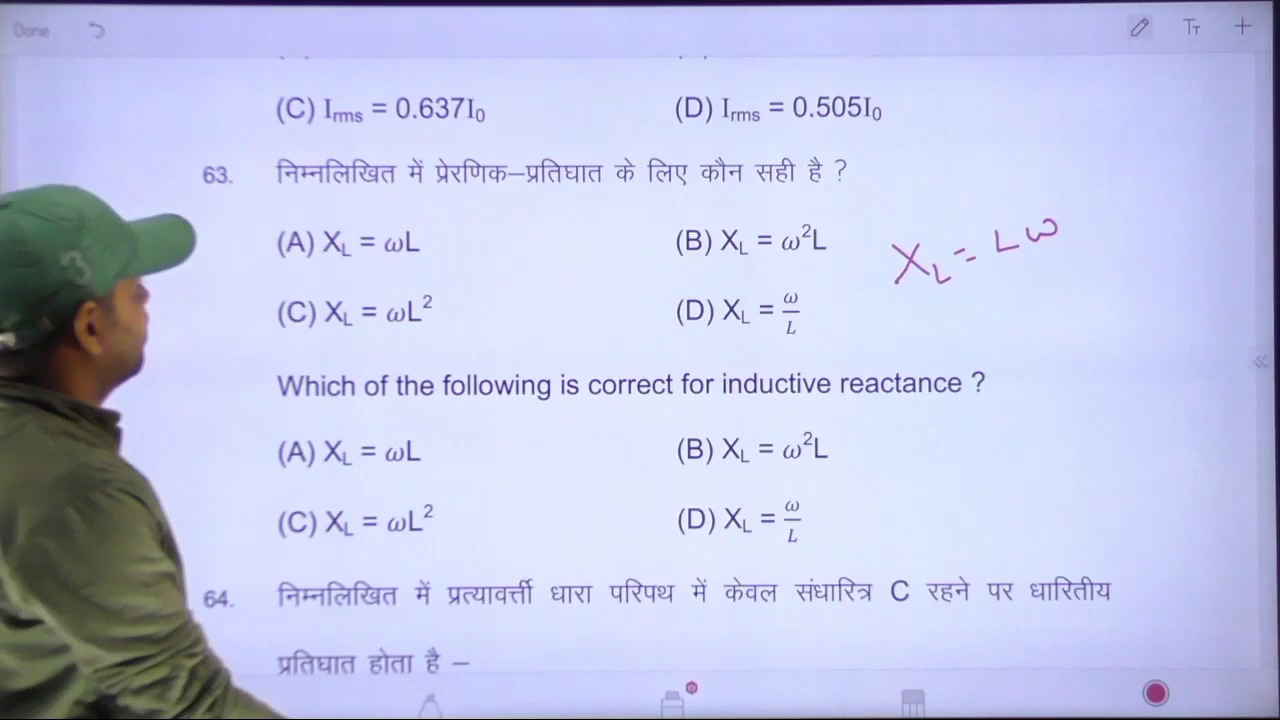 Done
TT
(C) Irms = 0.637I0 (D) Irms = 0.505I0
63. निम्नलिखित में प्रेरणिक–प्रतिघात के लिए कौन सही है ?
(A) XL = ωL (B) XL = ω²L
XL = Lω
(C) XL = ωL² (D) XL = ω/L
Which of the following is correct for inductive reactance ?
(A) XL = ωL (B) XL = ω²L
(C) XL = ωL² (D) XL = ω/L
64. निम्नलिखित में प्रत्यावर्त्ती धारा परिपथ में केवल संधारित्र C रहने पर धारितीय
प्रतिघात होता है –
3